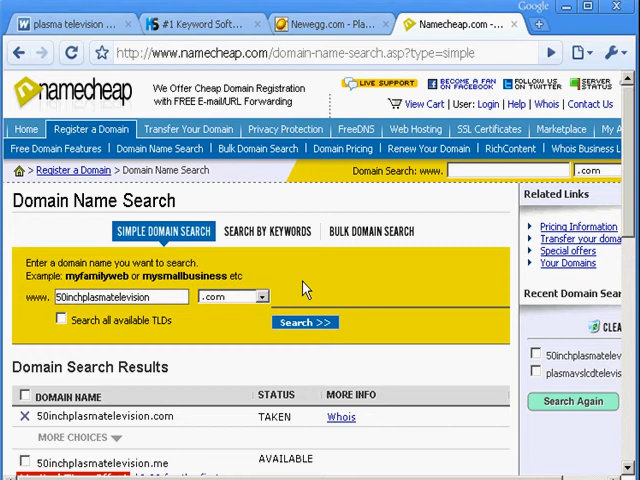 Google
plasma television ...
#1 Keyword Soft...
Newegg.com - Pla...
Namecheap.com -...
http://www.namecheap.com/domain-name-search.asp?type=simple
namecheap
We Offer Cheap Domain Registration
with FREE E-mail/URL Forwarding
LIVE SUPPORT
BECOME A FAN ON FACEBOOK
FOLLOW US ON TWITTER
SERVER STATUS
View Cart | User: Login | Help | Whois | Contact Us
Home
Register a Domain
Transfer Your Domain
Privacy Protection
FreeDNS
Web Hosting
SSL Certificates
Marketplace
My A
Free Domain Features
Domain Name Search
Bulk Domain Search
Domain Pricing
Renew Your Domain
RichContent
Whois Business L
> Register a Domain > Domain Name Search
Domain Search: www.
.com
Domain Name Search
SIMPLE DOMAIN SEARCH
SEARCH BY KEYWORDS
BULK DOMAIN SEARCH
Enter a domain name you want to search.
Example: myfamilyweb or mysmallbusiness etc
www. 50inchplasmatelevision .com
Search all available TLDs
Search >>
Domain Search Results
DOMAIN NAME STATUS MORE INFO
50inchplasmatelevision.com TAKEN Whois
MORE CHOICES
50inchplasmatelevision.me AVAILABLE
Related Links
Pricing Information
Transfer your doma
Special offers
Your Domains
Recent Domain Sear
CLEA
50inchplasmatelev
plasmavslcdtelevis
Search Again